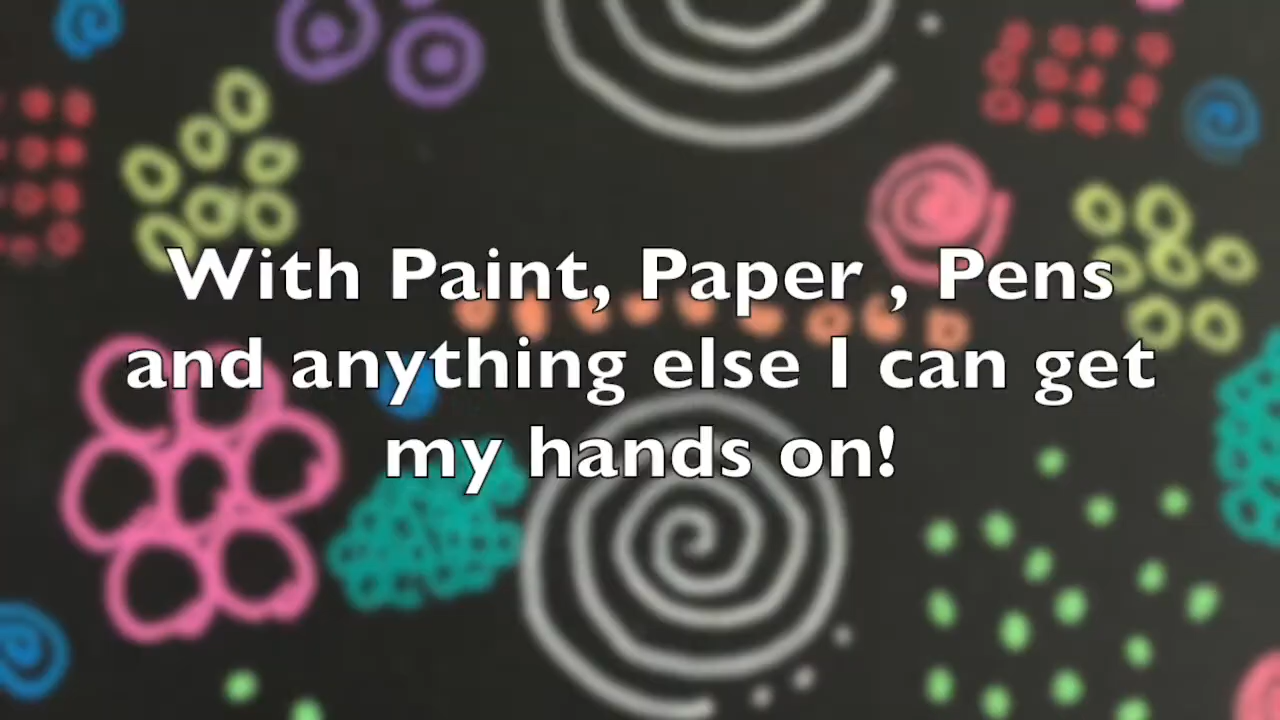 With Paint, Paper , Pens
and anything else I can get
my hands on!